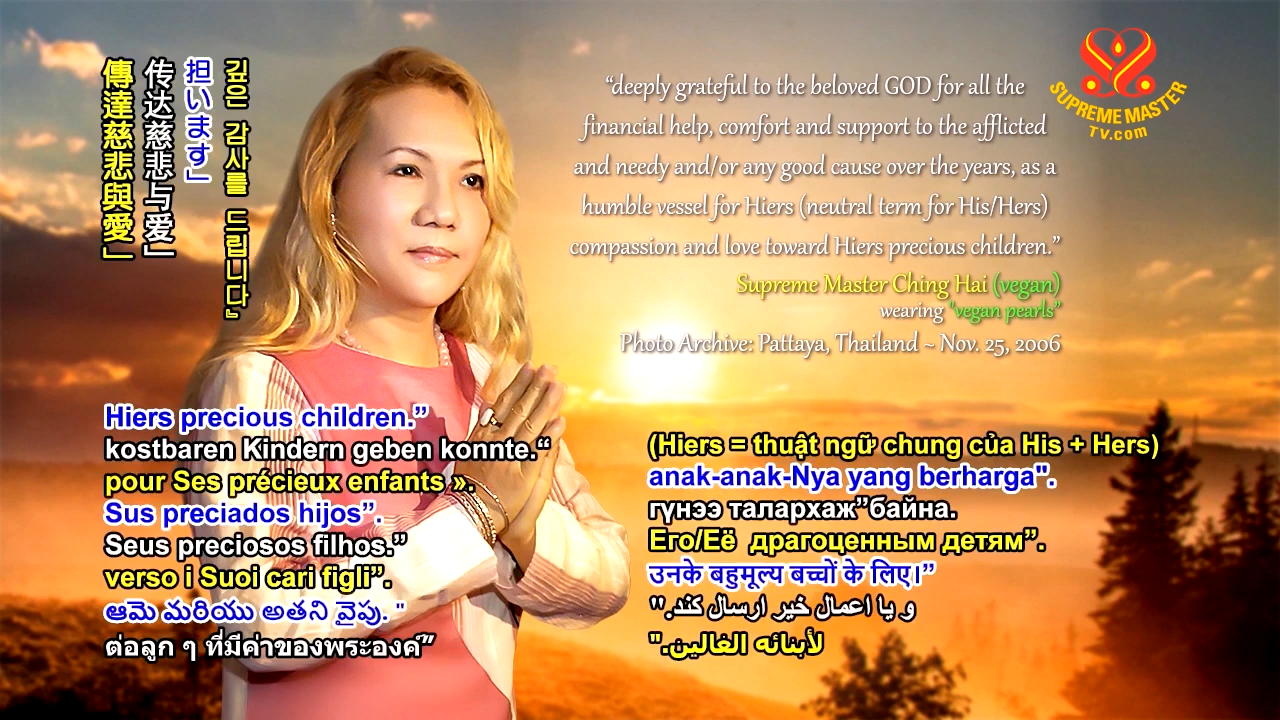 傳達慈悲與愛」
传达慈悲与爱」
担います」
깊은 감사를 드립니다』
“deeply grateful to the beloved GOD for all the
financial help, comfort and support to the afflicted
and needy and/or any good cause over the years, as a
humble vessel for Hiers (neutral term for His/Hers)
compassion and love toward Hiers precious children.”
Supreme Master Ching Hai (vegan)
wearing "vegan pearls”
Photo Archive: Pattaya, Thailand ~ Nov. 25, 2006
SUPREME MASTER
TV.com
Hiers precious children.”
kostbaren Kindern geben konnte.“
pour Ses précieux enfants ».
Sus preciados hijos”.
Seus preciosos filhos.”
verso i Suoi cari figli”.
ఆమె మరియు అతని వైపు. "
ต่อลูก ๆ ที่มีค่าของพระองค์”
(Hiers = thuật ngữ chung của His + Hers)
anak-anak-Nya yang berharga".
гүнээ талархаж”байна.
Его/Её драгоценным детям”.
उनके बहुमूल्य बच्चों के लिए।”
و یا اعمال خیر ارسال کند."
لأبنائه الغالين."